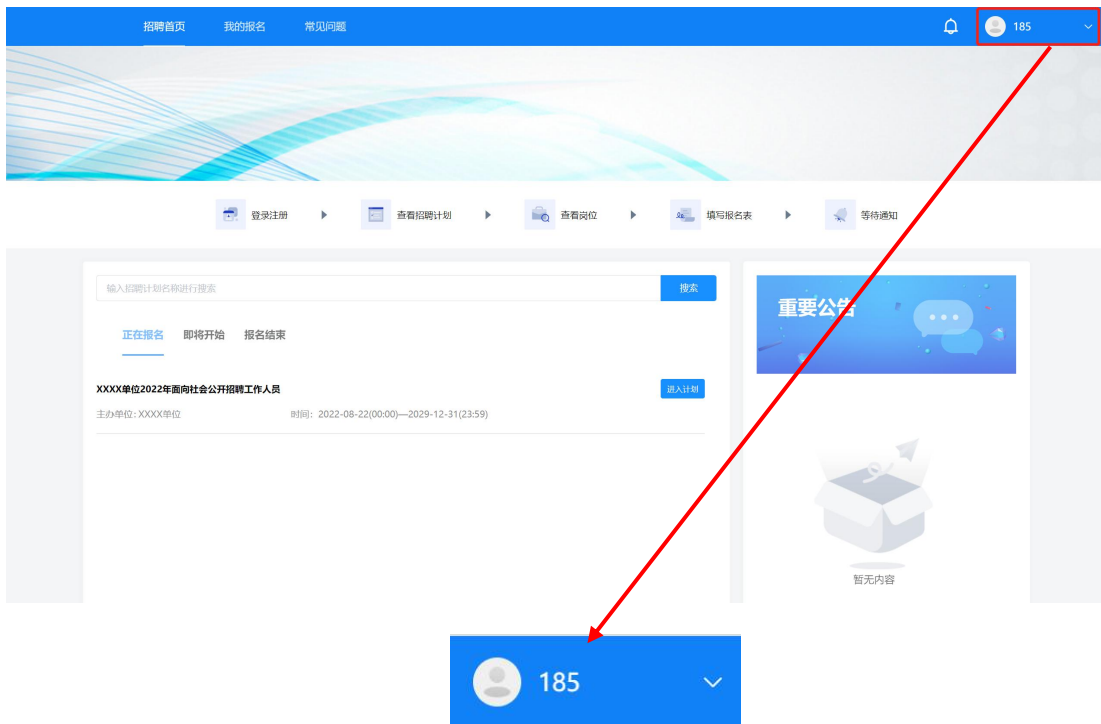 招聘首页 我的报名 常见问题 185
登录注册 查看招聘计划 查看岗位 填写报名表 等待通知
输入招聘计划名称进行搜索 搜索
重要公告
正在报名 即将开始 报名结束
XXXX单位2022年面向社会公开招聘工作人员 进入计划
主办单位: XXXX单位 时间：2022-08-22(00:00)—2029-12-31(23:59)
暂无内容
185